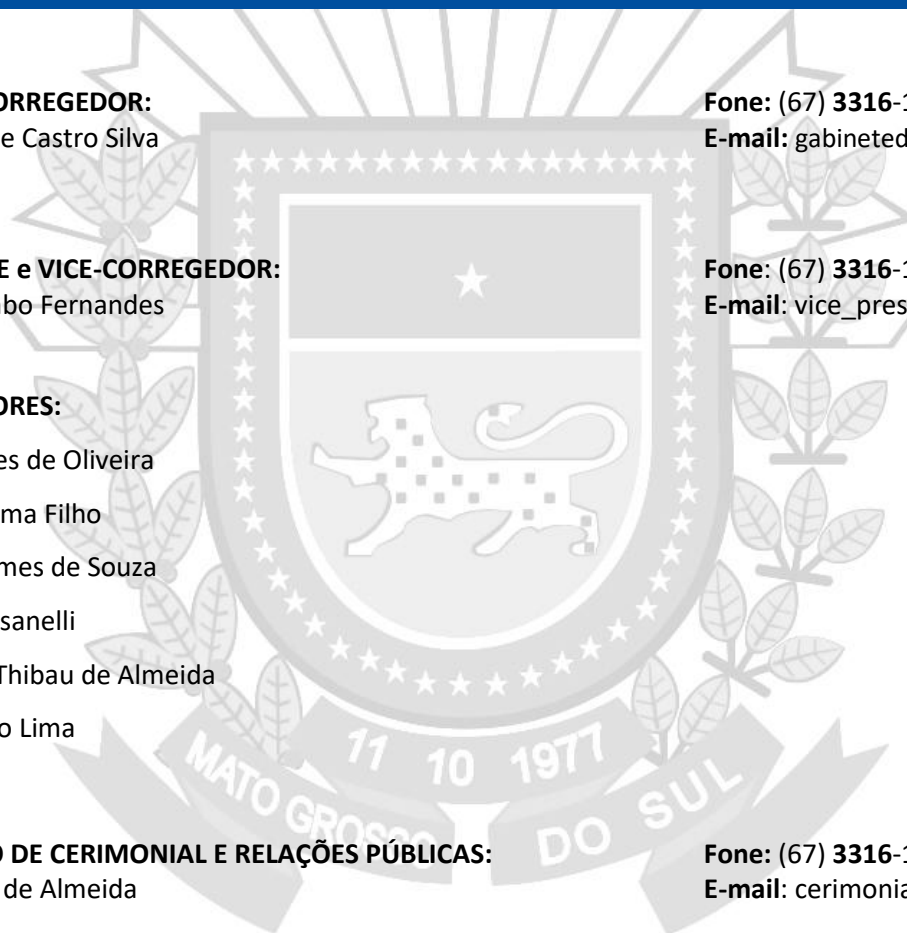 ORREGEDOR:
Fone: (67) 3316-1
e Castro Silva
E-mail: gabineted
E e VICE-CORREGEDOR:
Fone: (67) 3316-1
bo Fernandes
E-mail: vice_pres
ORES:
es de Oliveira
ma Filho
mes de Souza
sanelli
Thibau de Almeida
o Lima
11 10 1977
MATO GROSSO DO SUL
O DE CERIMONIAL E RELAÇÕES PÚBLICAS:
Fone: (67) 3316-1
de Almeida
E-mail: cerimonia